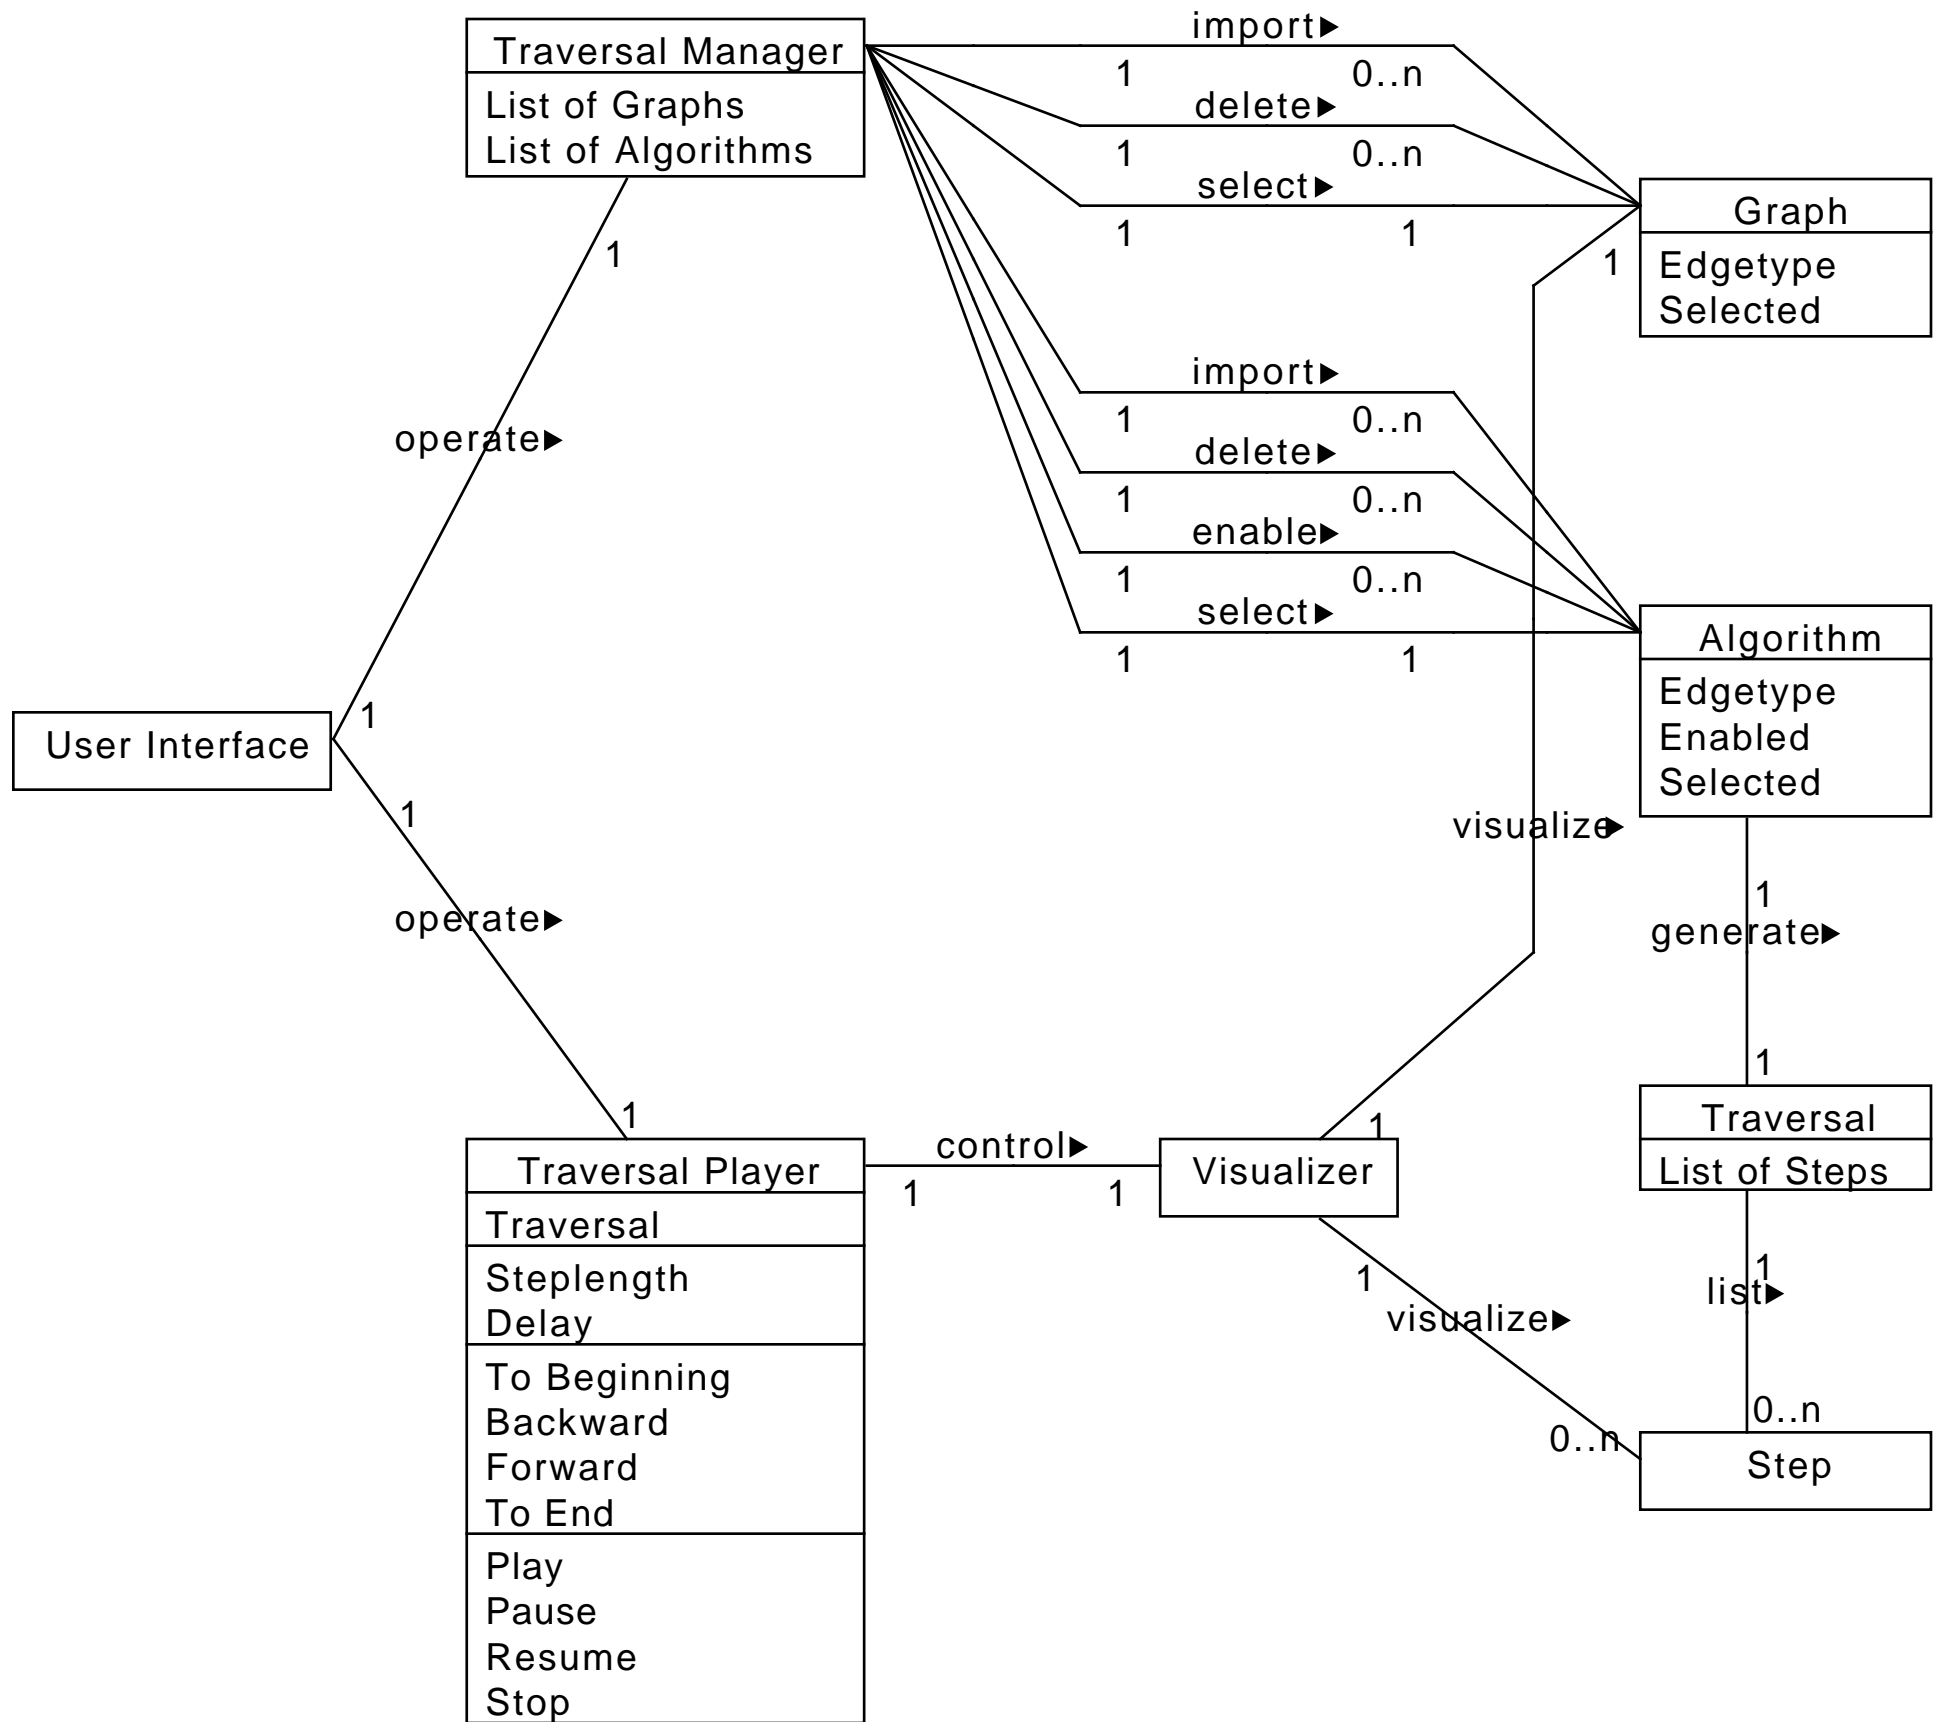 Traversal Manager
List of Graphs
List of Algorithms
import▶
1 0..n
delete▶
1 0..n
select▶
1 1
Graph
Edgetype
Selected
1
1
import▶
1 0..n
delete▶
1 0..n
enable▶
1 0..n
select▶
1 1
Algorithm
Edgetype
Enabled
Selected
operate▶
1
User Interface
1
operate▶
1
visualize▶
1
generate▶
1
1
Traversal
List of Steps
Traversal Player
Traversal
Steplength
Delay
To Beginning
Backward
Forward
To End
Play
Pause
Resume
Stop
control▶
1 1
Visualizer
1
visualize▶
0..n
1
list▶
0..n
Step